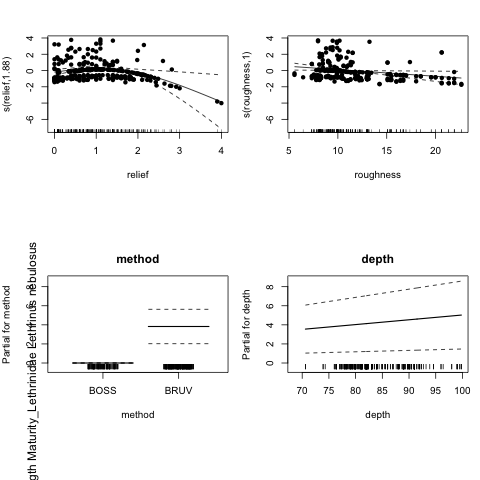 s(relief,1.88)
4
2
0
-2
-6
0
1
2
3
4
relief
s(roughness,1)
4
2
0
-2
-6
5
10
15
20
roughness
method
Partial for method
BOSS
BRUV
method
depth
Partial for depth
8
6
4
2
0
70
75
80
85
90
95
100
depth
gth Maturity_Lethrinidae Lethrinus nebulosus